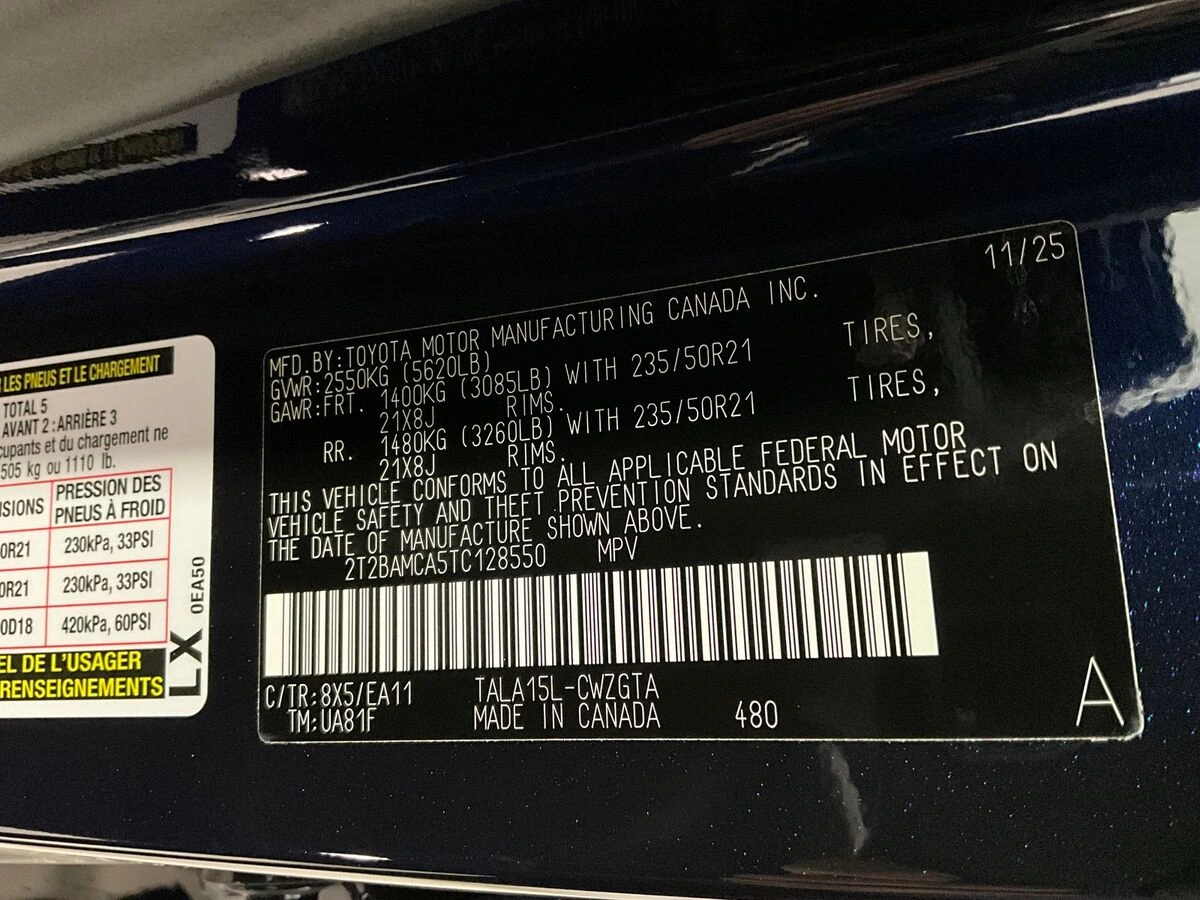 LES PNEUS ET LE CHARGEMENT
TOTAL 5
AVANT 2 : ARRIÈRE 3
cupants et du chargement ne
505 kg ou 1110 lb.
SIONS PRESSION DES PNEUS À FROID
0R21 230kPa, 33PSI
0R21 230kPa, 33PSI
0D18 420kPa, 60PSI
EL DE L'USAGER
RENSEIGNEMENTS
LX 0EA50
11/25
MFD.BY:TOYOTA MOTOR MANUFACTURING CANADA INC.
GVWR:2550KG (5620LB)
GAWR:FRT. 1400KG (3085LB) WITH 235/50R21 TIRES,
21X8J RIMS.
RR. 1480KG (3260LB) WITH 235/50R21 TIRES,
21X8J RIMS.
THIS VEHICLE CONFORMS TO ALL APPLICABLE FEDERAL MOTOR
VEHICLE SAFETY AND THEFT PREVENTION STANDARDS IN EFFECT ON
THE DATE OF MANUFACTURE SHOWN ABOVE.
2T2BAMCA5TC128550 MPV
C/TR:8X5/EA11 TALA15L-CWZGTA
TM:UA81F MADE IN CANADA 480
A